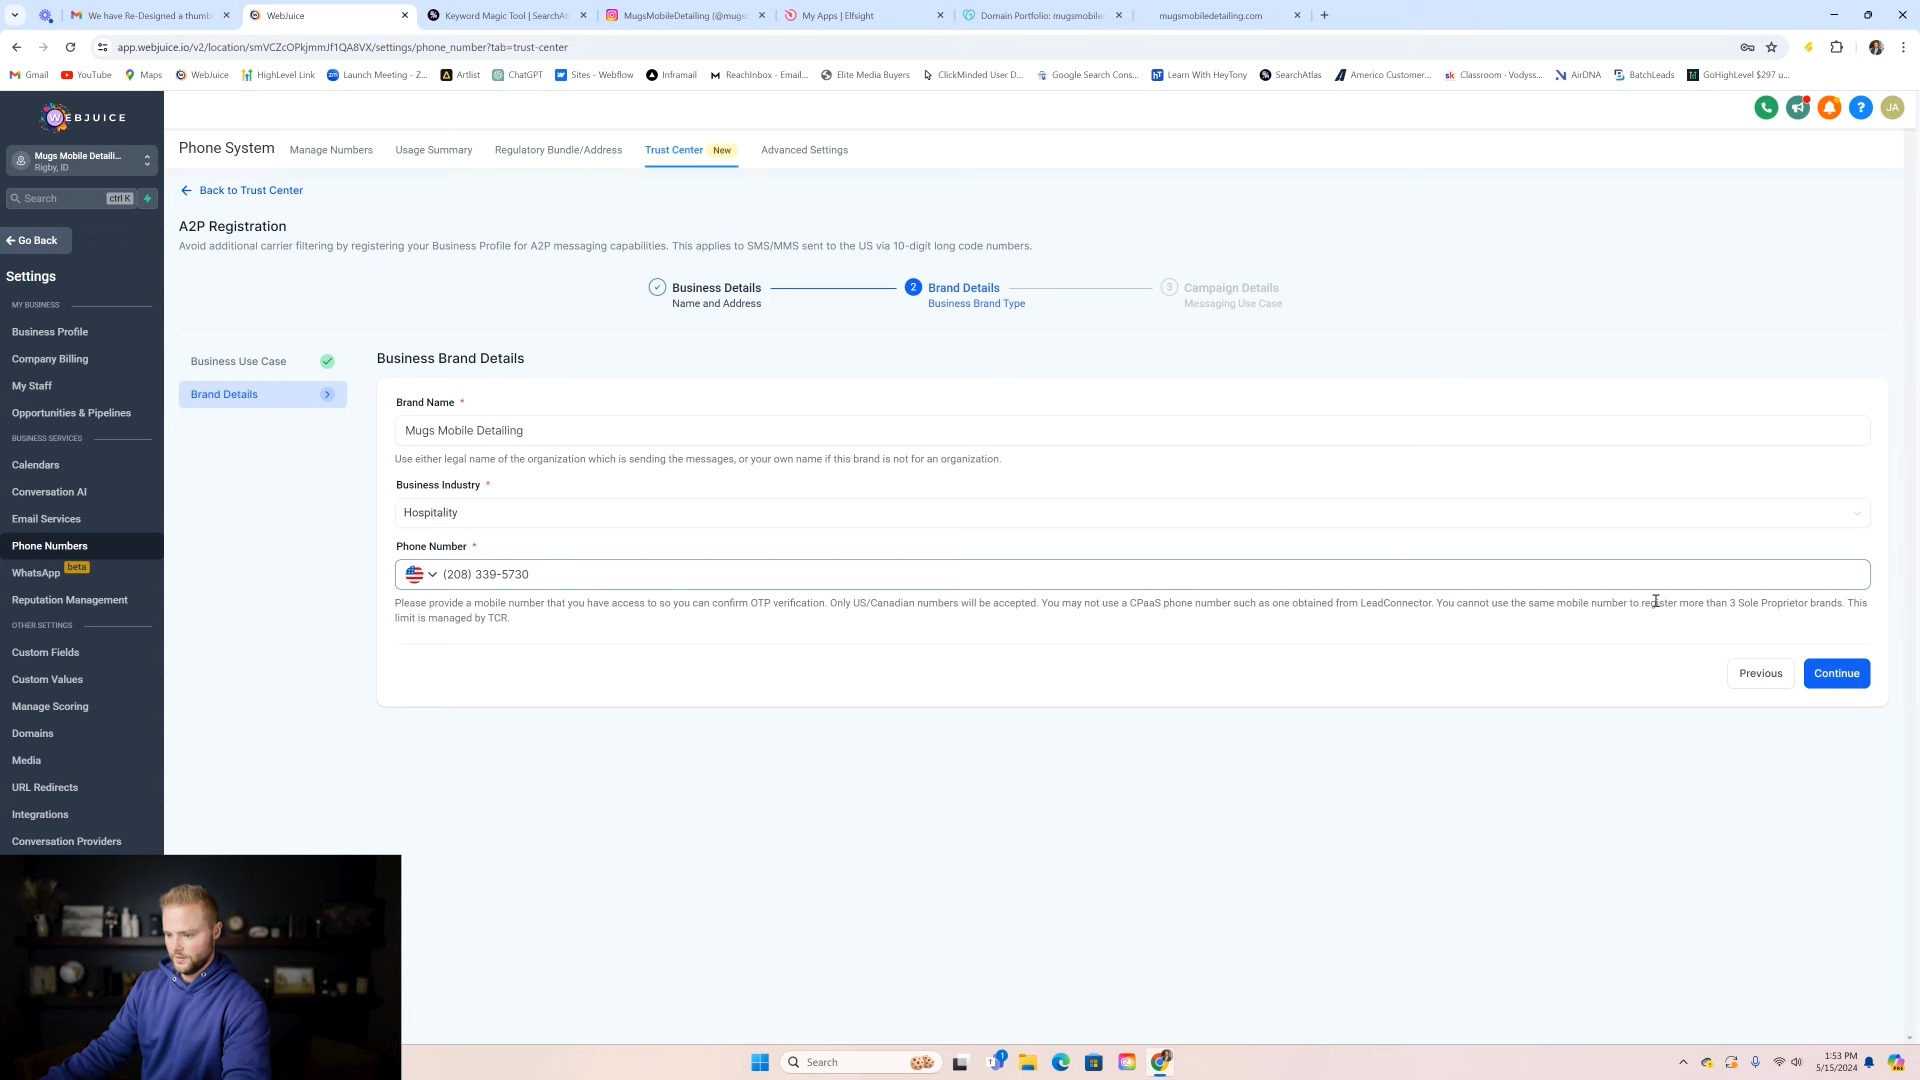 We have Re-Designed a thumb
WebJuice
Keyword Magic Tool | SearchAt
MugsMobileDetailing (@mugs
My Apps | Elfsight
Domain Portfolio: mugsmobile
mugsmobiledetailing.com
app.webjuice.io/v2/location/smVCZcOPkjmmJf1QA8VX/settings/phone_number?tab=trust-center
Gmail
YouTube
Maps
WebJuice
HighLevel Link
Launch Meeting - Z...
Artlist
ChatGPT
Sites - Webflow
Inframail
ReachInbox - Email...
Elite Media Buyers
ClickMinded User D...
Google Search Cons...
Learn With HeyTony
SearchAtlas
Americo Customer...
Classroom - Vodyss...
AirDNA
BatchLeads
GoHighLevel $297 u...
WEBJUICE
JA
Mugs Mobile Detaili...
Rigby, ID
Search
ctrl K
Go Back
Settings
MY BUSINESS
Business Profile
Company Billing
My Staff
Opportunities & Pipelines
BUSINESS SERVICES
Calendars
Conversation AI
Email Services
Phone Numbers
WhatsApp beta
Reputation Management
OTHER SETTINGS
Custom Fields
Custom Values
Manage Scoring
Domains
Media
URL Redirects
Integrations
Conversation Providers
Phone System
Manage Numbers
Usage Summary
Regulatory Bundle/Address
Trust Center New
Advanced Settings
Back to Trust Center
A2P Registration
Avoid additional carrier filtering by registering your Business Profile for A2P messaging capabilities. This applies to SMS/MMS sent to the US via 10-digit long code numbers.
Business Details
Name and Address
2 Brand Details
Business Brand Type
3 Campaign Details
Messaging Use Case
Business Use Case
Brand Details
Business Brand Details
Brand Name *
Mugs Mobile Detailing
Use either legal name of the organization which is sending the messages, or your own name if this brand is not for an organization.
Business Industry *
Hospitality
Phone Number *
(208) 339-5730
Please provide a mobile number that you have access to so you can confirm OTP verification. Only US/Canadian numbers will be accepted. You may not use a CPaaS phone number such as one obtained from LeadConnector. You cannot use the same mobile number to register more than 3 Sole Proprietor brands. This
limit is managed by TCR.
Previous
Continue
Search
1
1:53 PM
5/15/2024